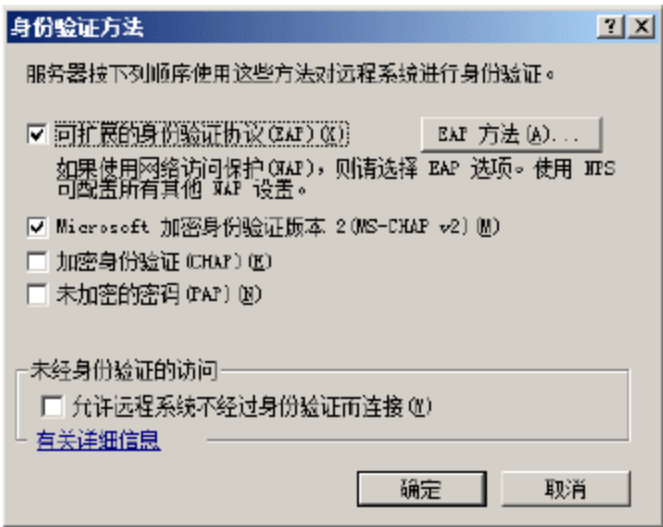 身份验证方法
服务器按下列顺序使用这些方法对远程系统进行身份验证。
可扩展的身份验证协议(EAP)(X)
EAP 方法(A)...
如果使用网络访问保护(NAP)，则请选择 EAP 选项。使用 NPS
可配置所有其他 NAP 设置。
Microsoft 加密身份验证版本 2(MS-CHAP v2)(M)
加密身份验证(CHAP)(E)
未加密的密码(PAP)(N)
未经身份验证的访问
允许远程系统不经过身份验证而连接(Y)
有关详细信息
确定
取消